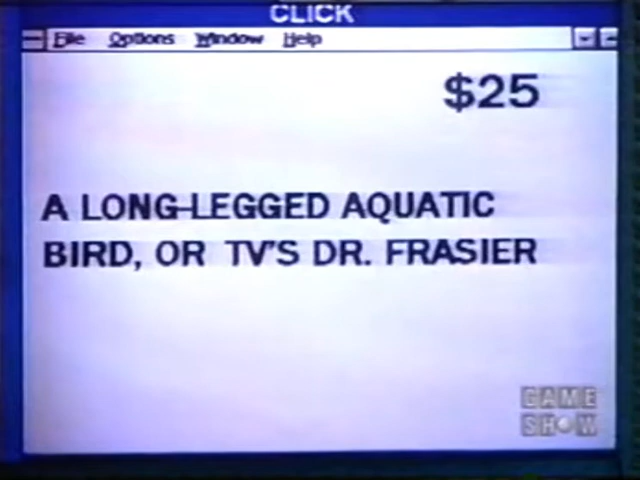 CLICK
File Options Window Help
$25
A LONG-LEGGED AQUATIC
BIRD, OR TV'S DR. FRASIER
GAME
SHOW